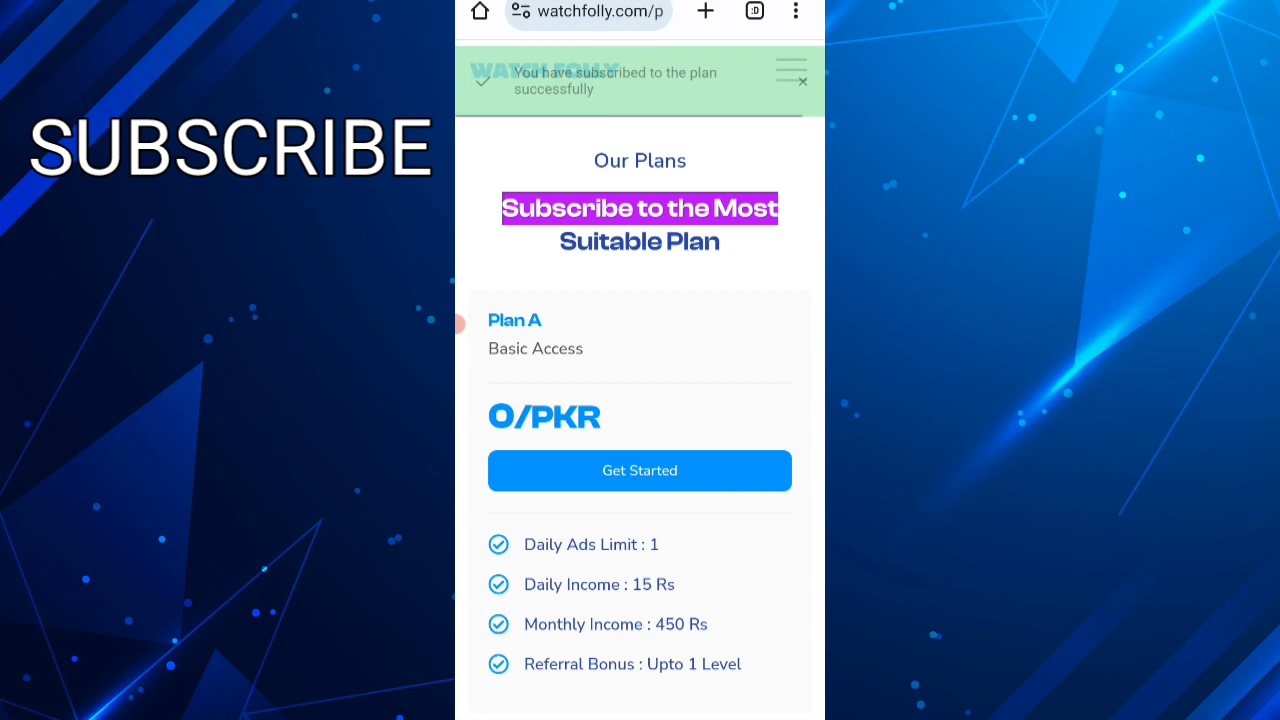 SUBSCRIBE
watchfolly.com/p
:D
WATCH FOLLY
You have subscribed to the plan
successfully
Our Plans
Subscribe to the Most
Suitable Plan
Plan A
Basic Access
0/PKR
Get Started
Daily Ads Limit : 1
Daily Income : 15 Rs
Monthly Income : 450 Rs
Referral Bonus : Upto 1 Level